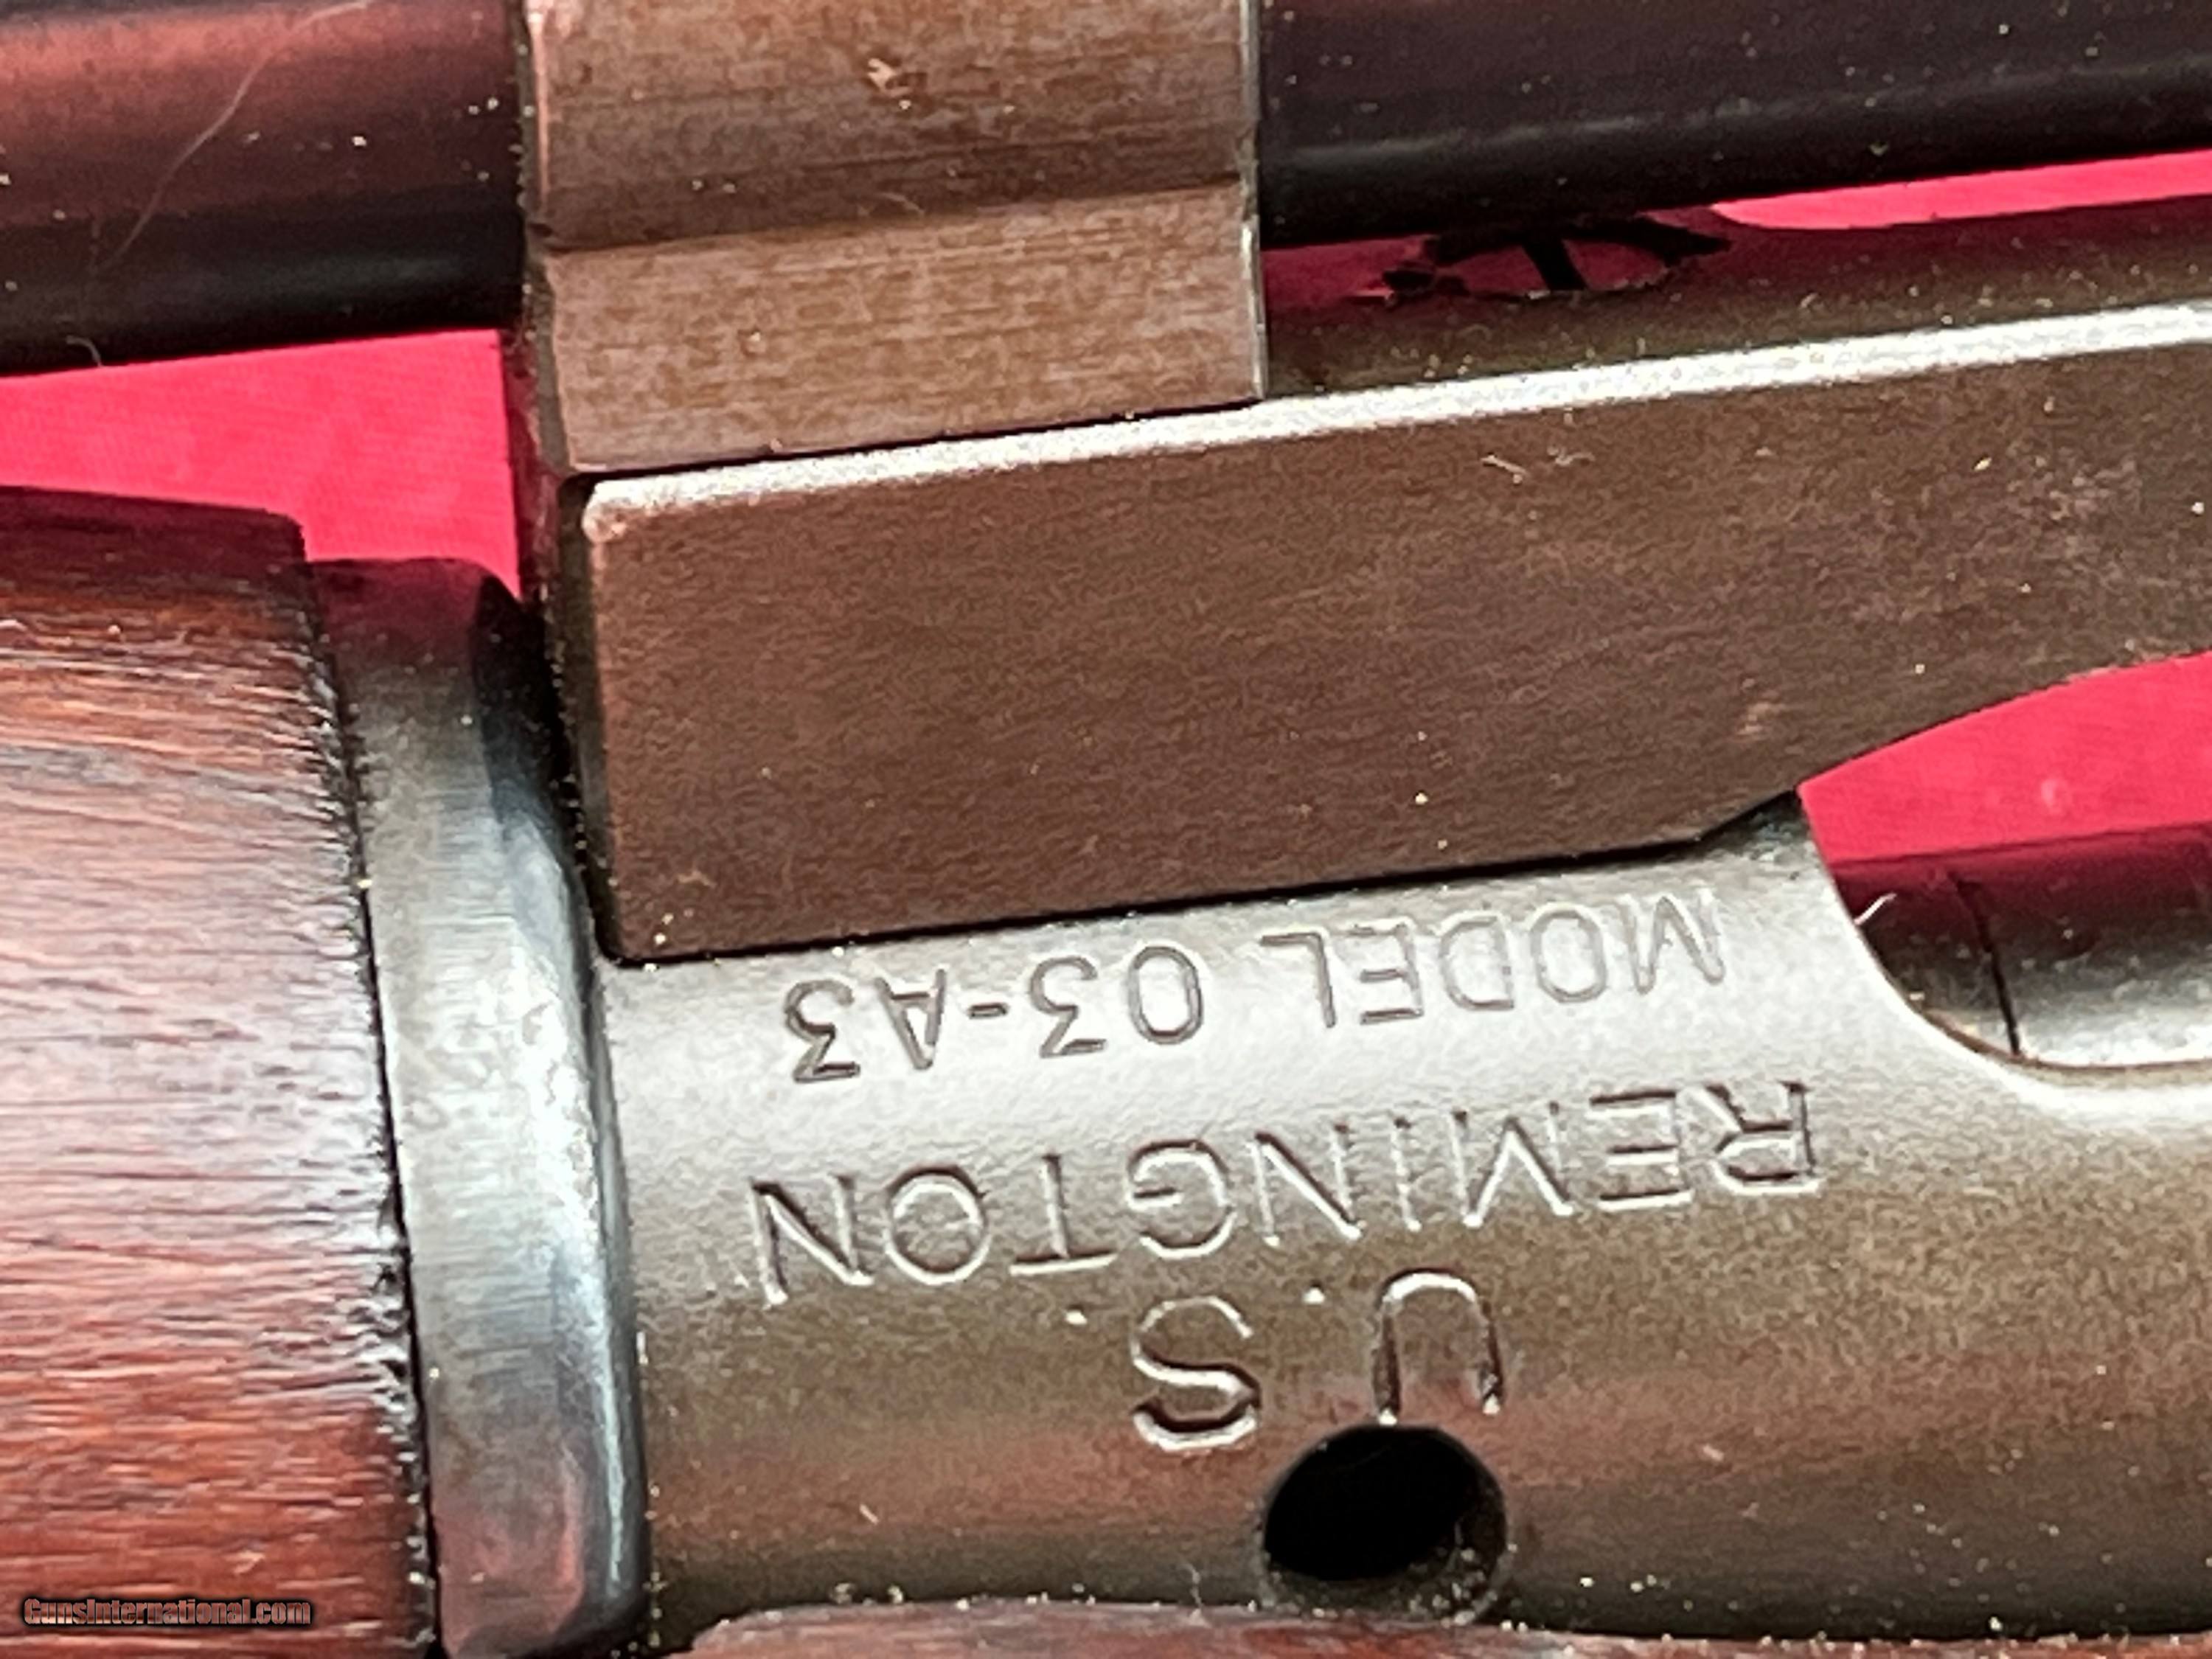 U.S.
REMINGTON
MODEL 03-A3
GunsInternational.com